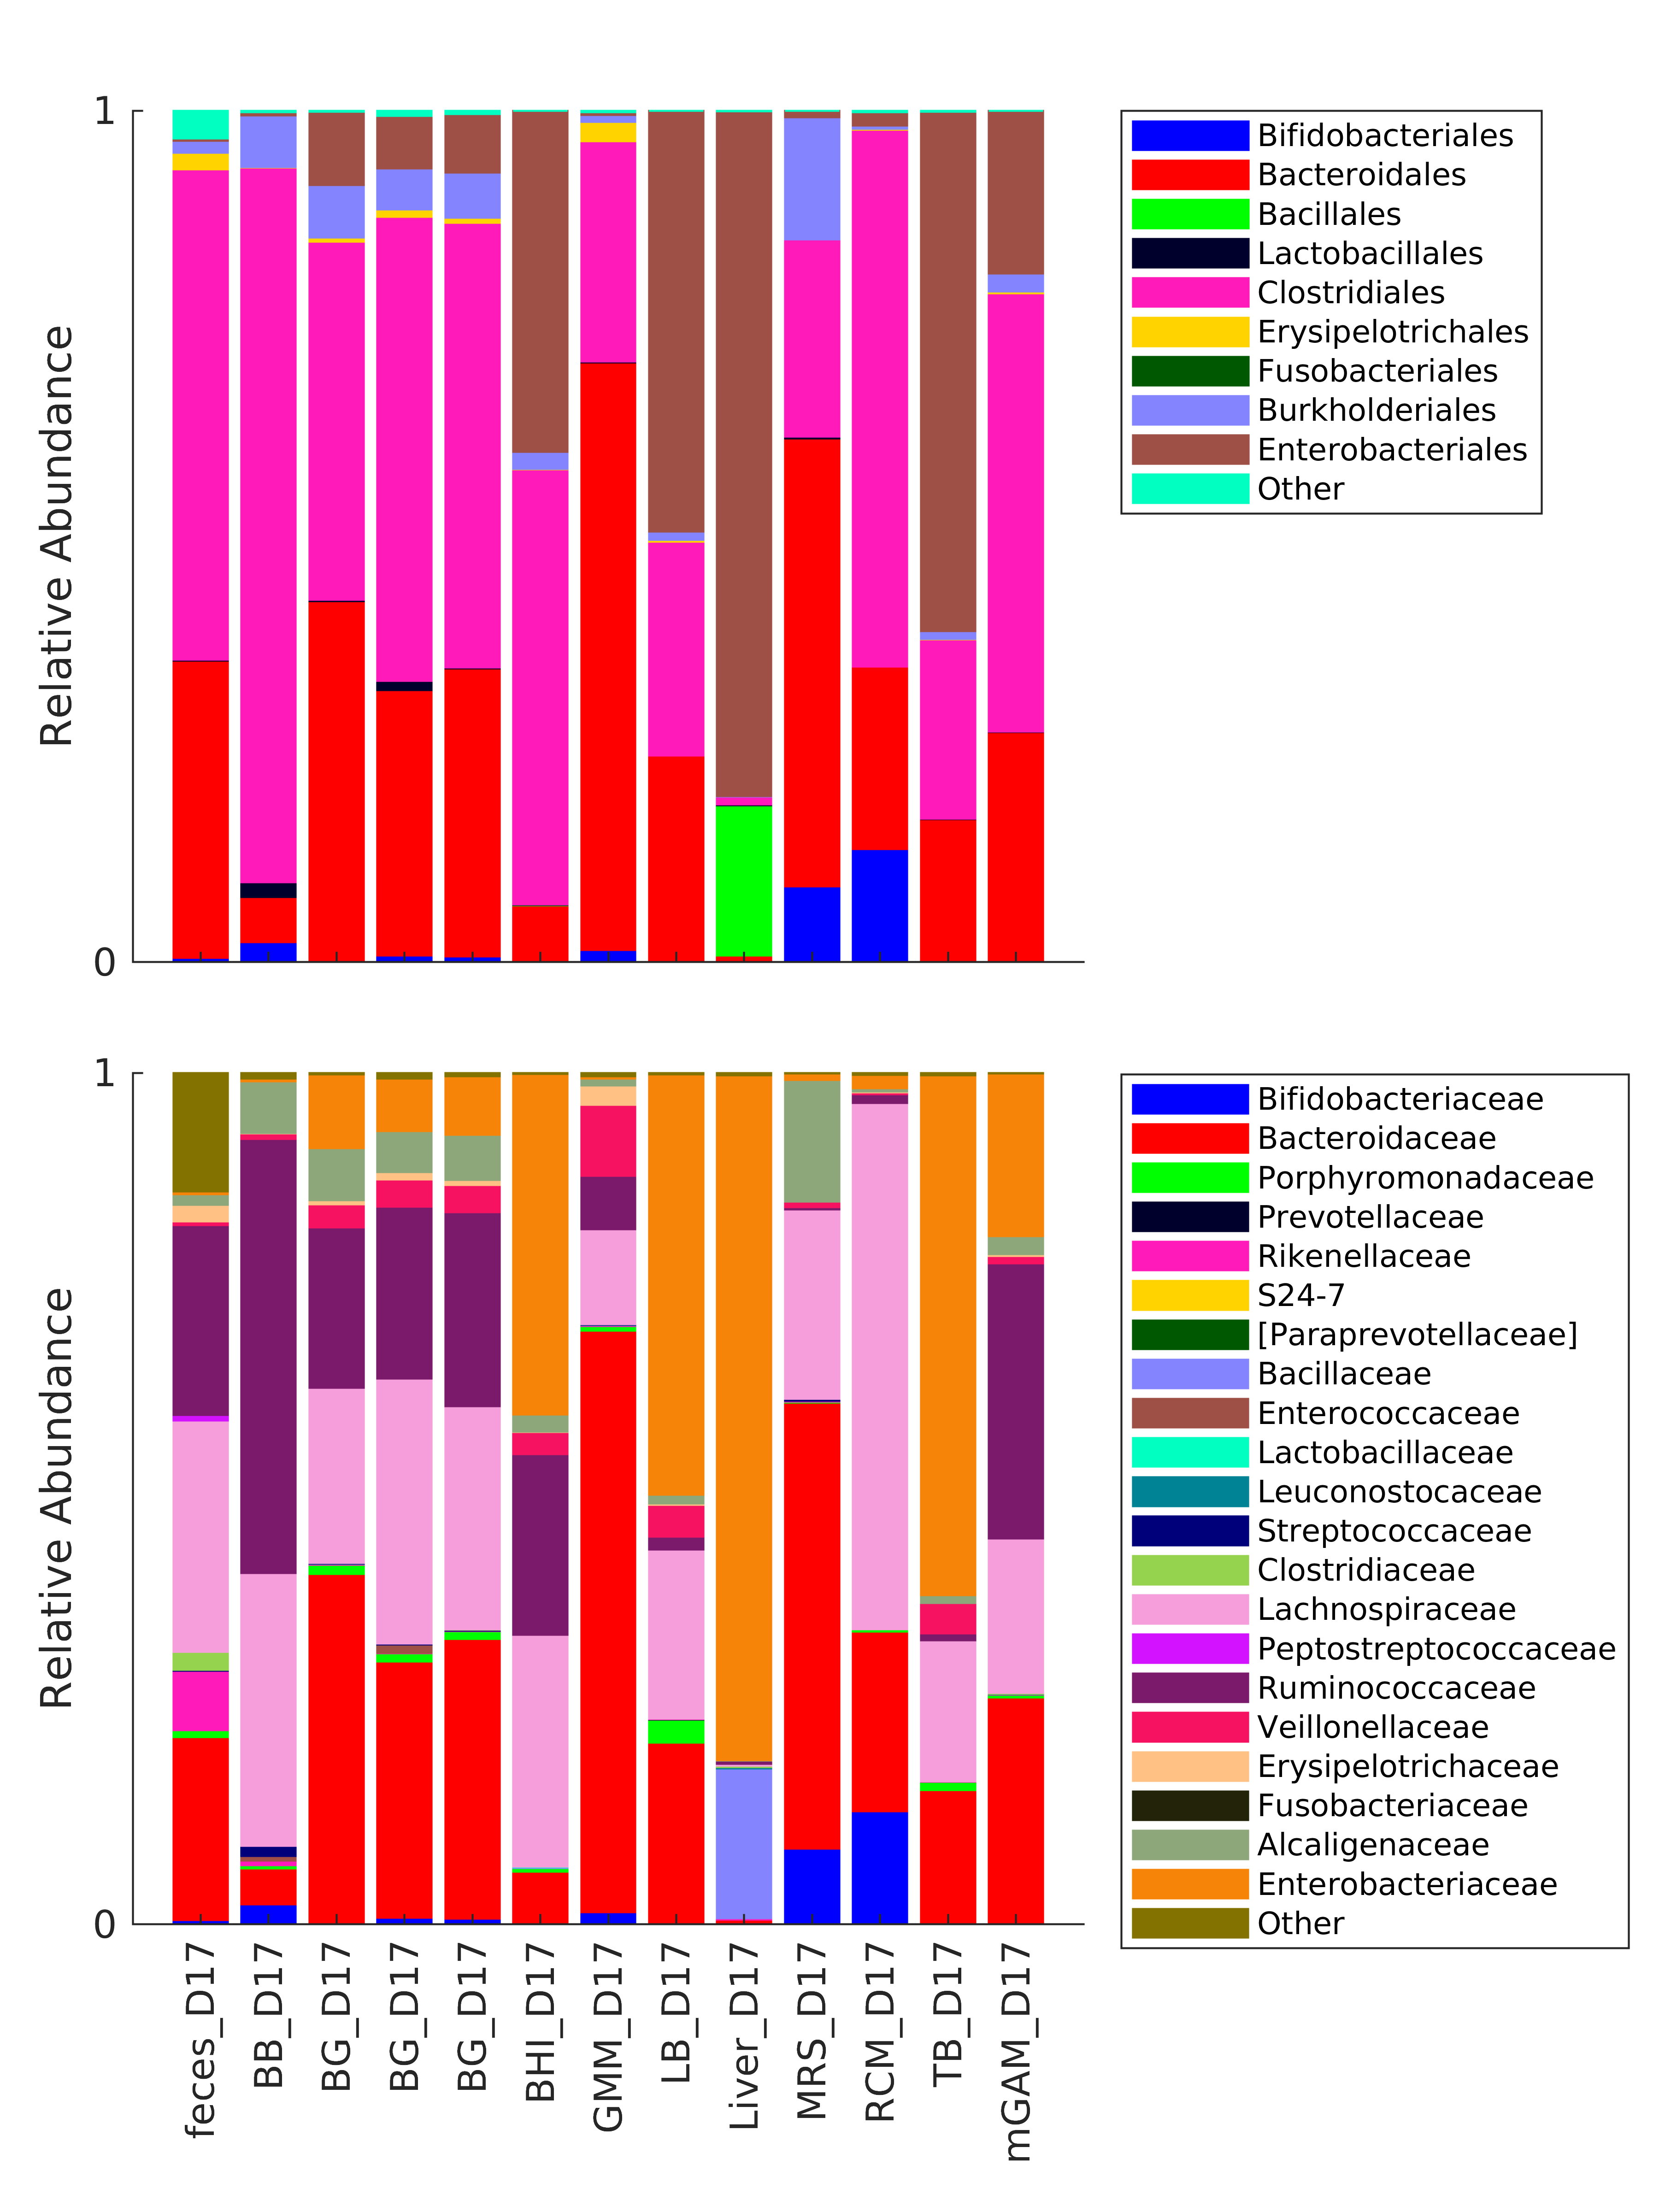 1
0
Relative Abundance
Bifidobacteriales
Bacteroidales
Bacillales
Lactobacillales
Clostridiales
Erysipelotrichales
Fusobacteriales
Burkholderiales
Enterobacteriales
Other
1
0
Relative Abundance
Bifidobacteriaceae
Bacteroidaceae
Porphyromonadaceae
Prevotellaceae
Rikenellaceae
S24-7
[Paraprevotellaceae]
Bacillaceae
Enterococcaceae
Lactobacillaceae
Leuconostocaceae
Streptococcaceae
Clostridiaceae
Lachnospiraceae
Peptostreptococcaceae
Ruminococcaceae
Veillonellaceae
Erysipelotrichaceae
Fusobacteriaceae
Alcaligenaceae
Enterobacteriaceae
Other
feces_D17
BB_D17
BG_D17
BG_D17
BG_D17
BHI_D17
GMM_D17
LB_D17
Liver_D17
MRS_D17
RCM_D17
TB_D17
mGAM_D17